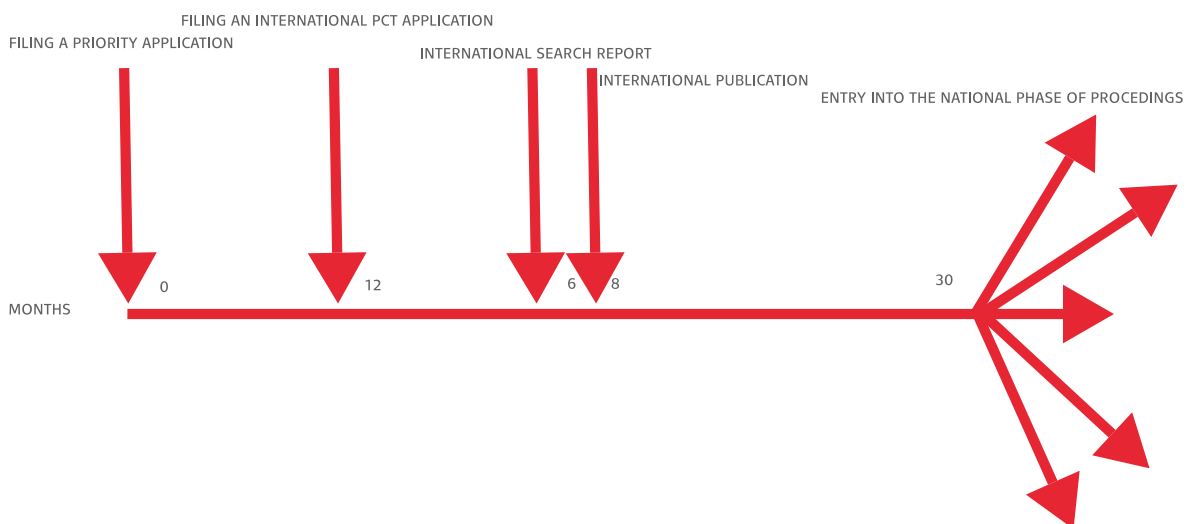 FILING AN INTERNATIONAL PCT APPLICATION
FILING A PRIORITY APPLICATION
INTERNATIONAL SEARCH REPORT
INTERNATIONAL PUBLICATION
ENTRY INTO THE NATIONAL PHASE OF PROCEDINGS
0
12
6
8
30
MONTHS